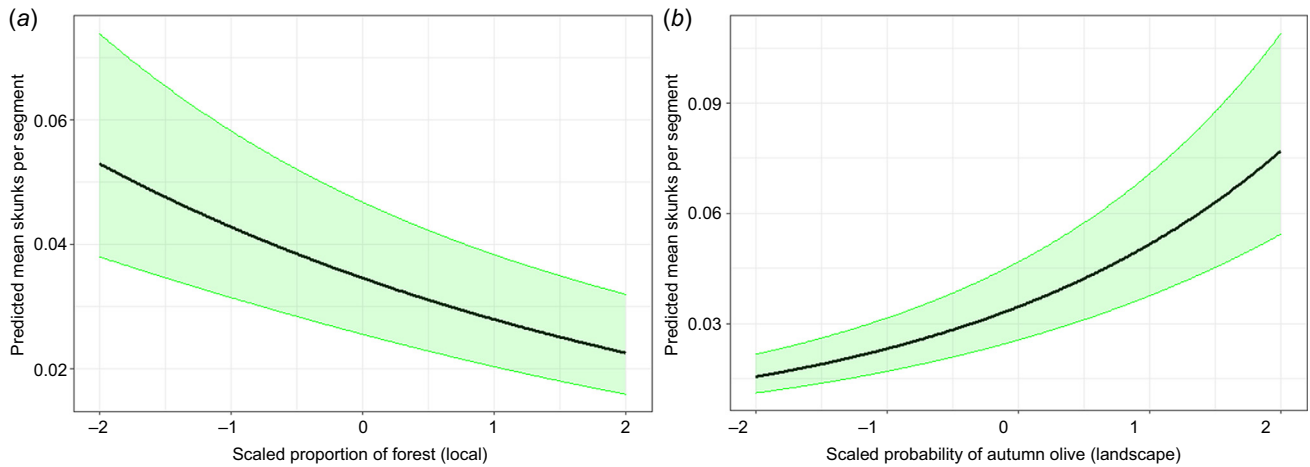 (a)
Predicted mean skunks per segment
0.06
0.04
0.02
–2
–1
0
1
2
Scaled proportion of forest (local)
(b)
Predicted mean skunks per segment
0.09
0.06
0.03
–2
–1
0
1
2
Scaled probability of autumn olive (landscape)